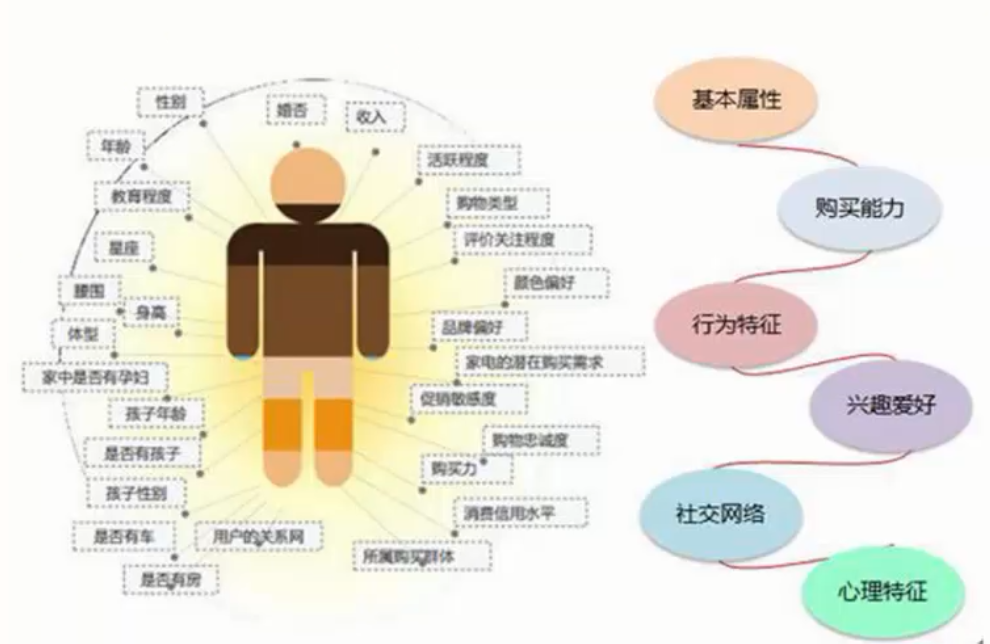 性别
婚否
收入
年龄
活跃程度
教育程度
购物类型
星座
评价关注程度
腰围
颜色偏好
身高
体型
品牌偏好
家中是否有孕妇
家电的潜在购买需求
孩子年龄
促销敏感度
是否有孩子
购物忠诚度
购买力
孩子性别
消费信用水平
是否有车
用户的关系网
所属购买群体
是否有房
基本属性
购买能力
行为特征
兴趣爱好
社交网络
心理特征